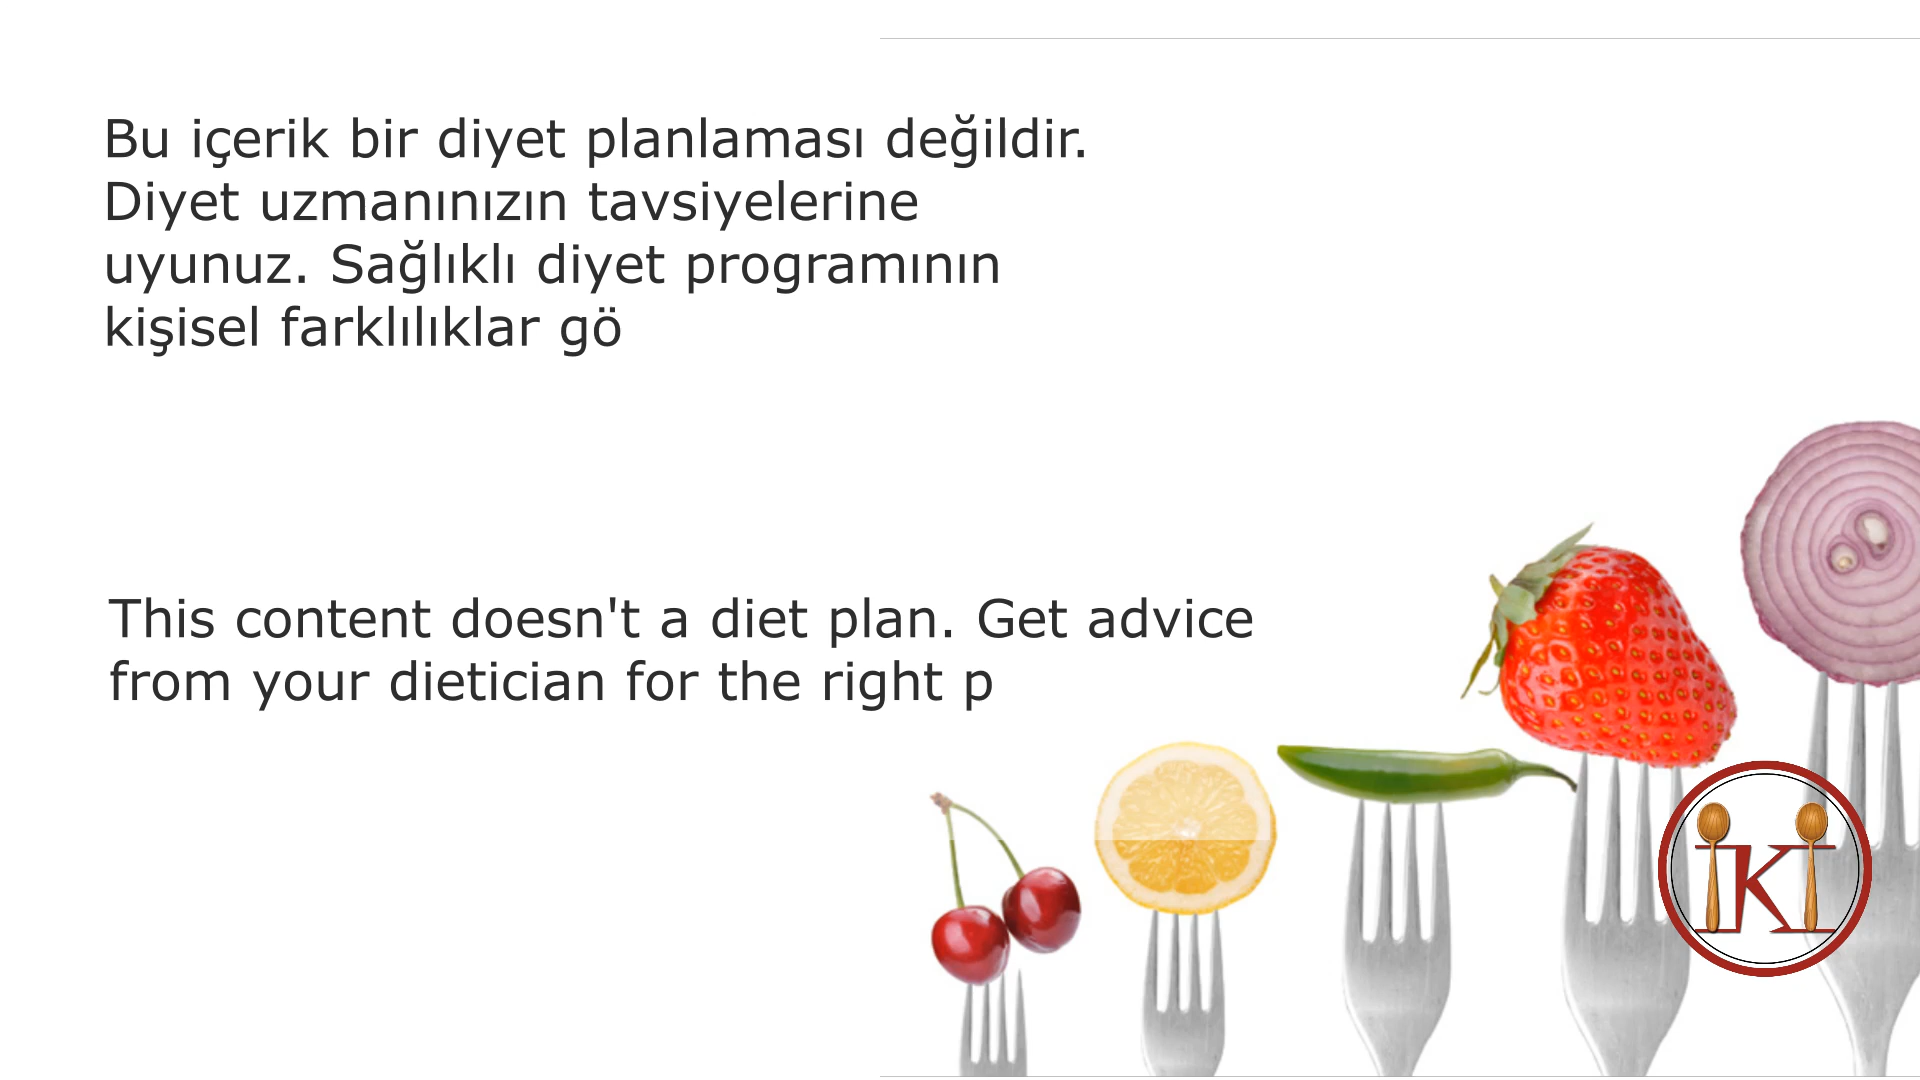 Bu içerik bir diyet planlaması değildir.
Diyet uzmanınızın tavsiyelerine
uyunuz. Sağlıklı diyet programının
kişisel farklılıklar gö
This content doesn't a diet plan. Get advice
from your dietician for the right p
İKİ